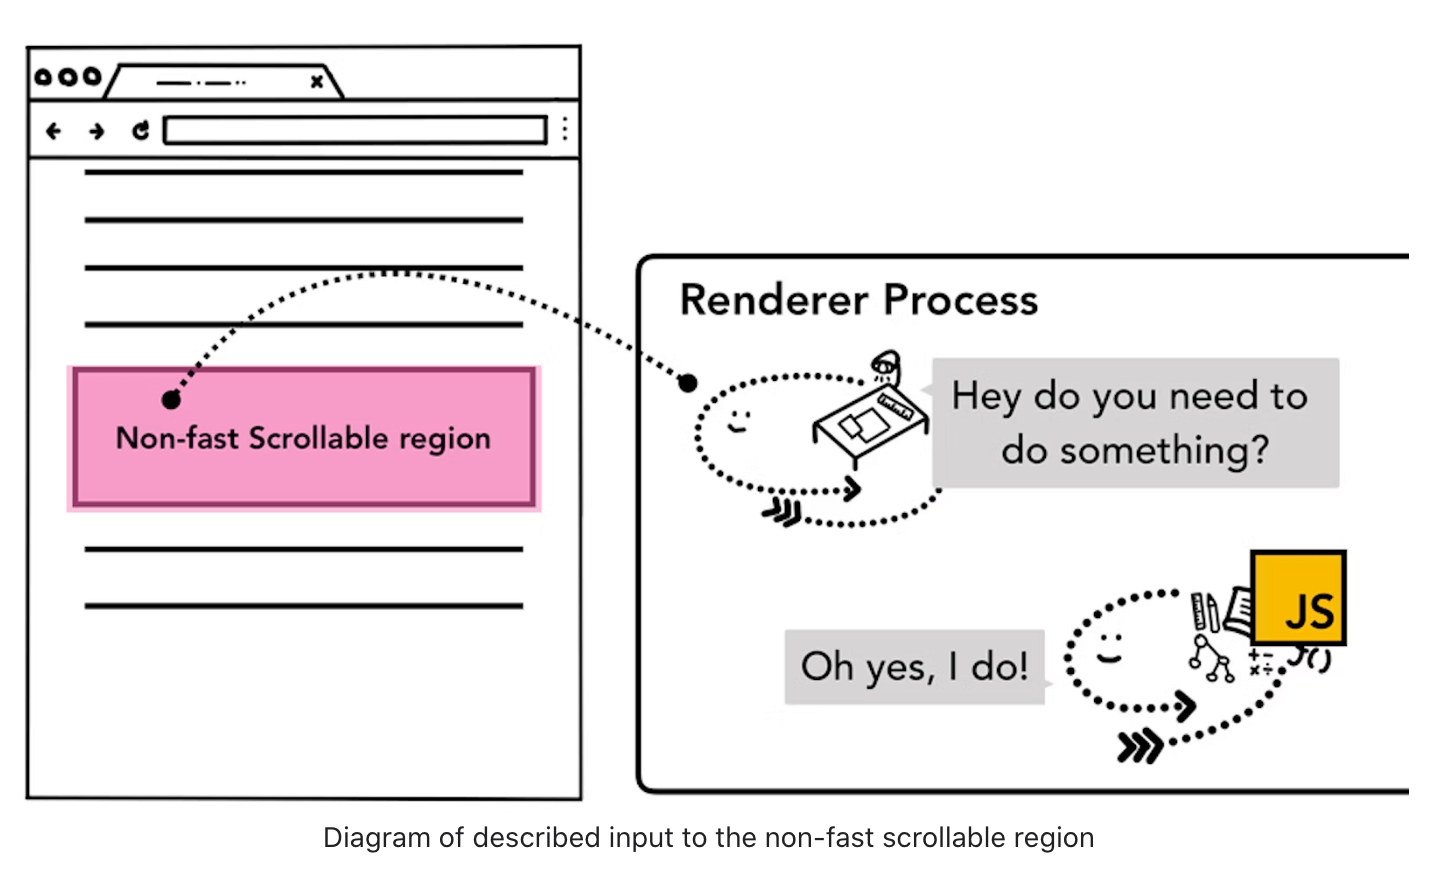 Renderer Process
Hey do you need to
do something?
Non-fast Scrollable region
JS
Oh yes, I do!
f()
Diagram of described input to the non-fast scrollable region